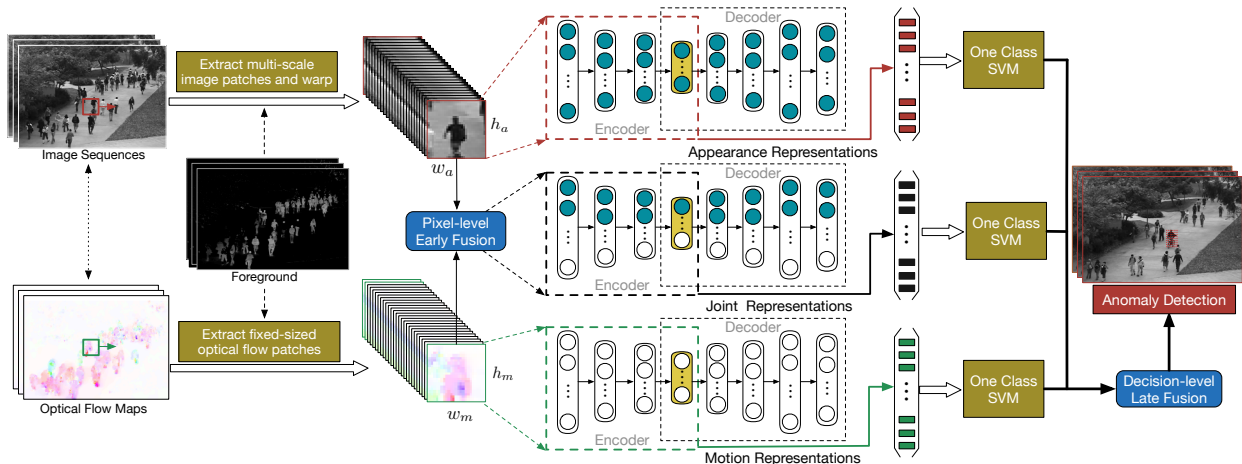 Extract multi-scale
image patches and warp
Image Sequences
h_a
w_a
Decoder
Encoder
Appearance Representations
One Class
SVM
Foreground
Pixel-level
Early Fusion
Decoder
Encoder
Joint Representations
One Class
SVM
Anomaly Detection
Optical Flow Maps
Extract fixed-sized
optical flow patches
h_m
w_m
Decoder
Encoder
Motion Representations
One Class
SVM
Decision-level
Late Fusion